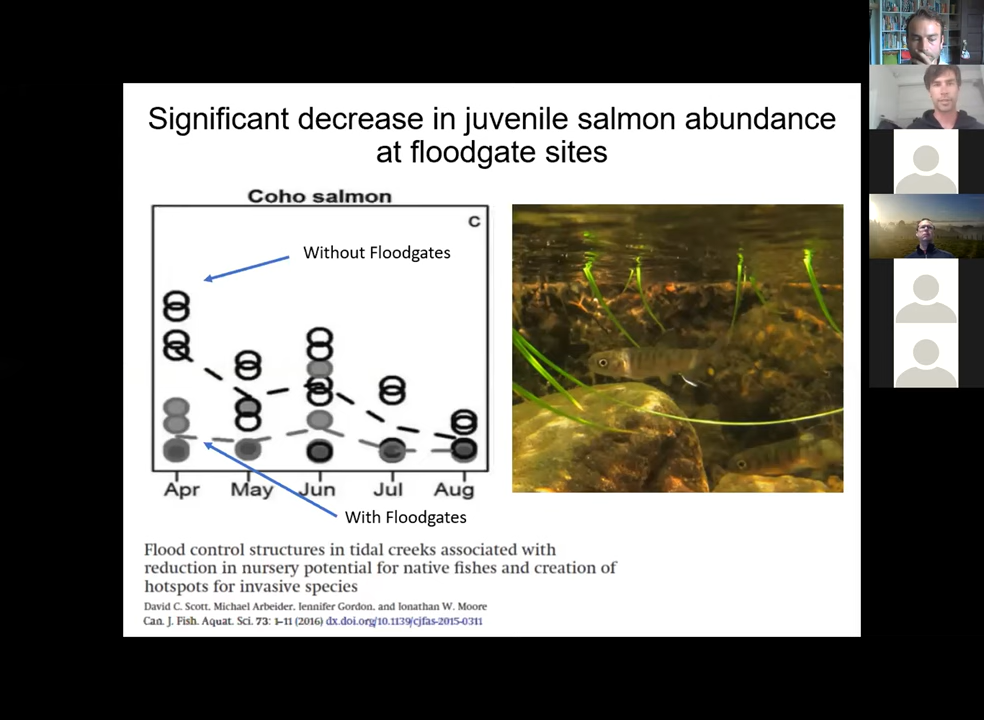 Significant decrease in juvenile salmon abundance
at floodgate sites
Coho salmon
C
Without Floodgates
Apr May Jun Jul Aug
With Floodgates
Flood control structures in tidal creeks associated with
reduction in nursery potential for native fishes and creation of
hotspots for invasive species
David C. Scott, Michael Arbeider, Jennifer Gordon, and Jonathan W. Moore
Can. J. Fish. Aquat. Sci. 73: 1–11 (2016) dx.doi.org/10.1139/cjfas-2015-0311